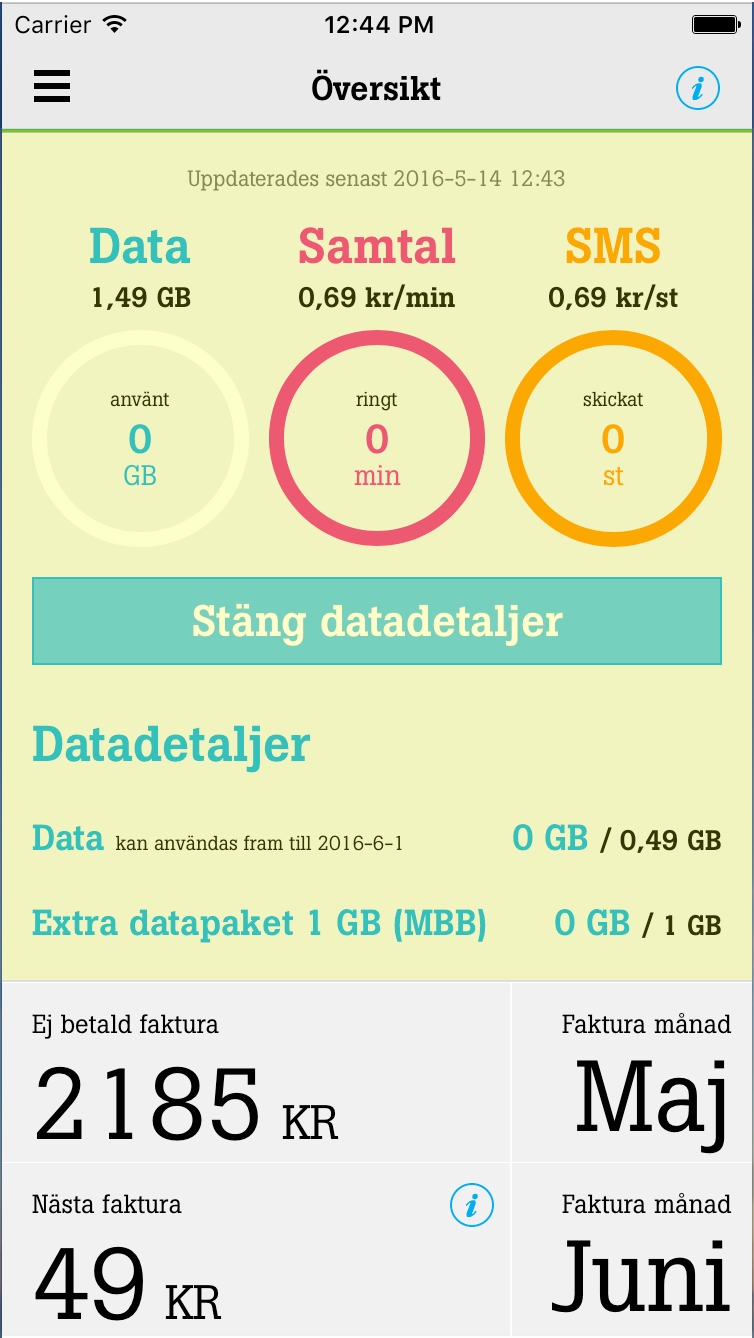 Carrier 12:44 PM
Översikt i
Uppdaterades senast 2016-5-14 12:43
Data Samtal SMS
1,49 GB 0,69 kr/min 0,69 kr/st
använt ringt skickat
0 0 0
GB min st
Stäng datadetaljer
Datadetaljer
Data kan användas fram till 2016-6-1 0 GB / 0,49 GB
Extra datapaket 1 GB (MBB) 0 GB / 1 GB
Ej betald faktura Faktura månad
2185 KR Maj
Nästa faktura i Faktura månad
49 KR Juni